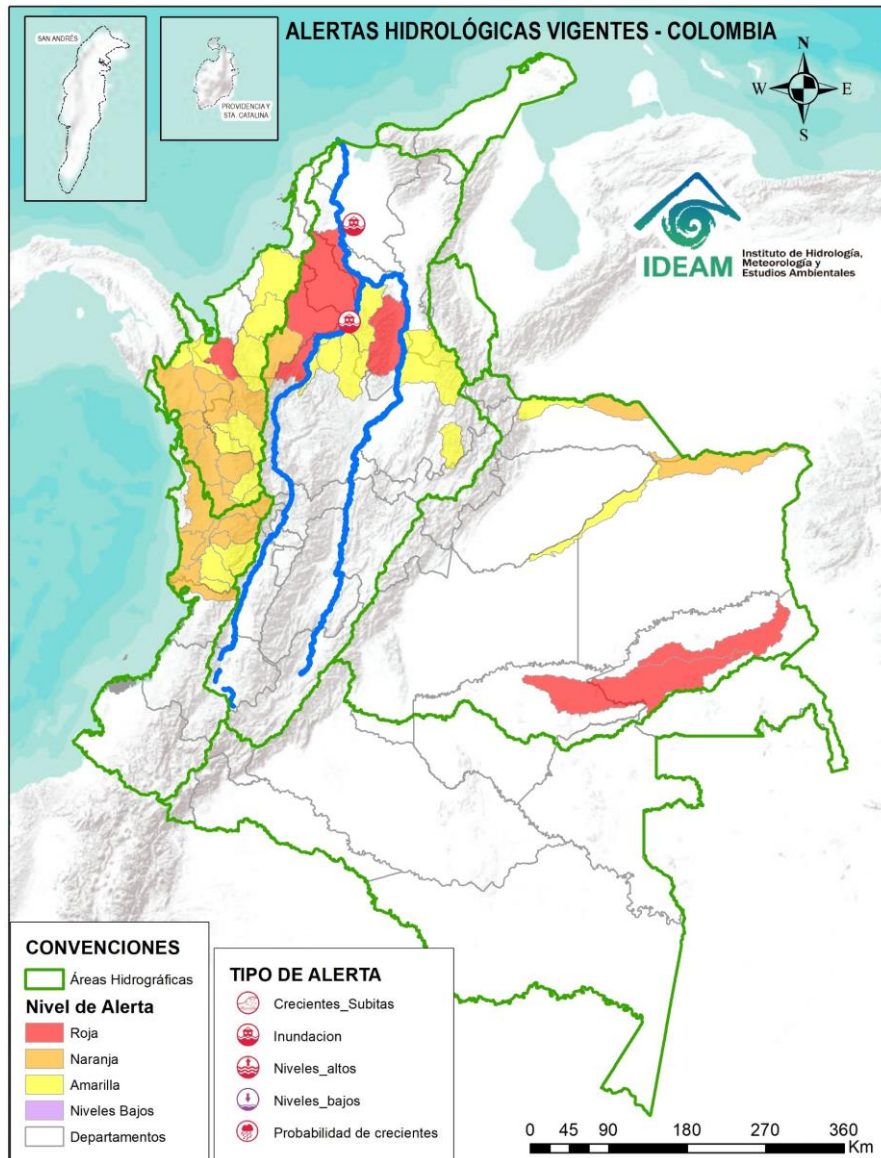 ALERTAS HIDROLÓGICAS VIGENTES - COLOMBIA
SAN ANDRÉS
PROVIDENCIA Y
STA. CATALINA
N
W
E
S
IDEAM
Instituto de Hidrología,
Meteorología y
Estudios Ambientales
CONVENCIONES
Áreas Hidrográficas
Nivel de Alerta
Roja
Naranja
Amarilla
Niveles Bajos
Departamentos
TIPO DE ALERTA
Crecientes_Subitas
Inundacion
Niveles_altos
Niveles_bajos
Probabilidad de crecientes
0 45 90 180 270 360
Km